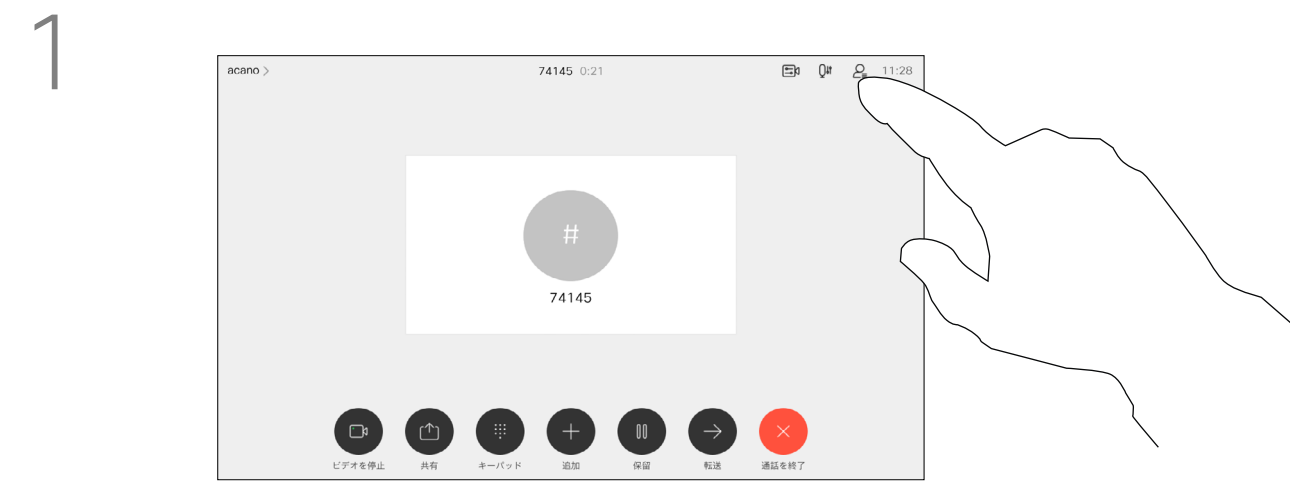 1
acano >
74145 0:21
11:28
#
74145
ビデオを停止
共有
キーパッド
追加
保留
転送
通話を終了